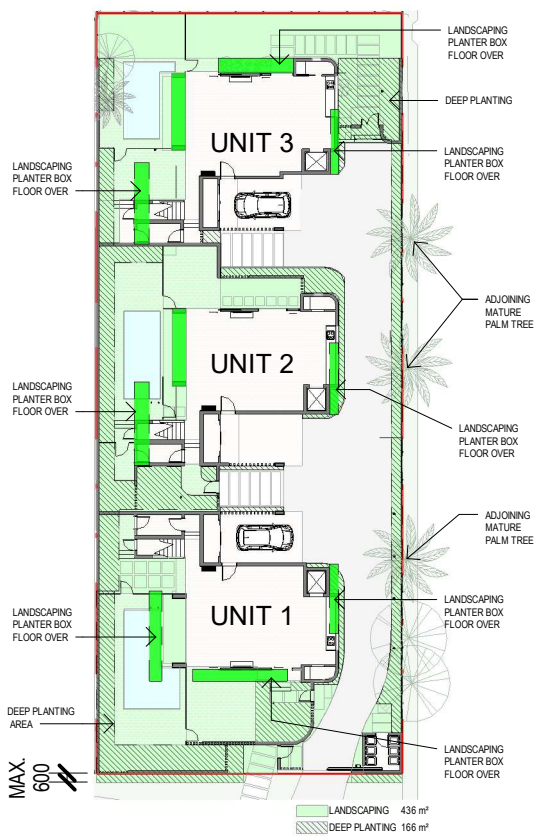 LANDSCAPING
PLANTER BOX
FLOOR OVER
DEEP PLANTING
UNIT 3
LANDSCAPING
PLANTER BOX
FLOOR OVER
LANDSCAPING
PLANTER BOX
FLOOR OVER
ADJOINING
MATURE
PALM TREE
UNIT 2
LANDSCAPING
PLANTER BOX
FLOOR OVER
LANDSCAPING
PLANTER BOX
FLOOR OVER
ADJOINING
MATURE
PALM TREE
LANDSCAPING
PLANTER BOX
FLOOR OVER
UNIT 1
LANDSCAPING
PLANTER BOX
FLOOR OVER
DEEP PLANTING
AREA
LANDSCAPING
PLANTER BOX
FLOOR OVER
MAX.
600
LANDSCAPING 436 m²
DEEP PLANTING 166 m²